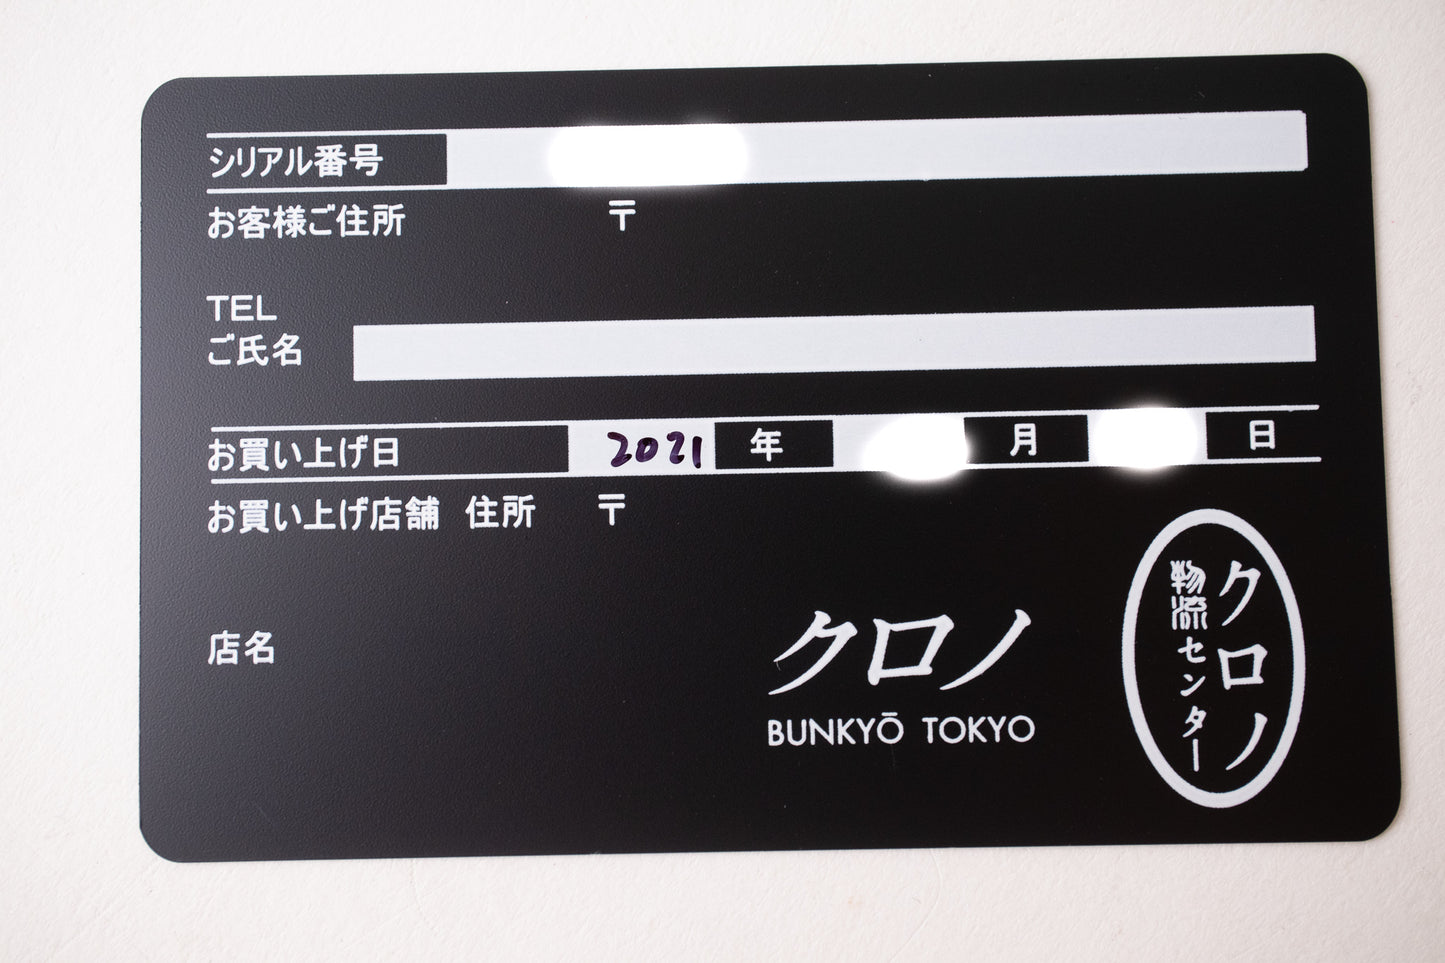 シリアル番号
お客様ご住所 〒
TEL
ご氏名
お買い上げ日 2021 年 月 日
お買い上げ店舗 住所 〒
店名
クロノ
BUNKYŌ TOKYO
クロノ
物流センター